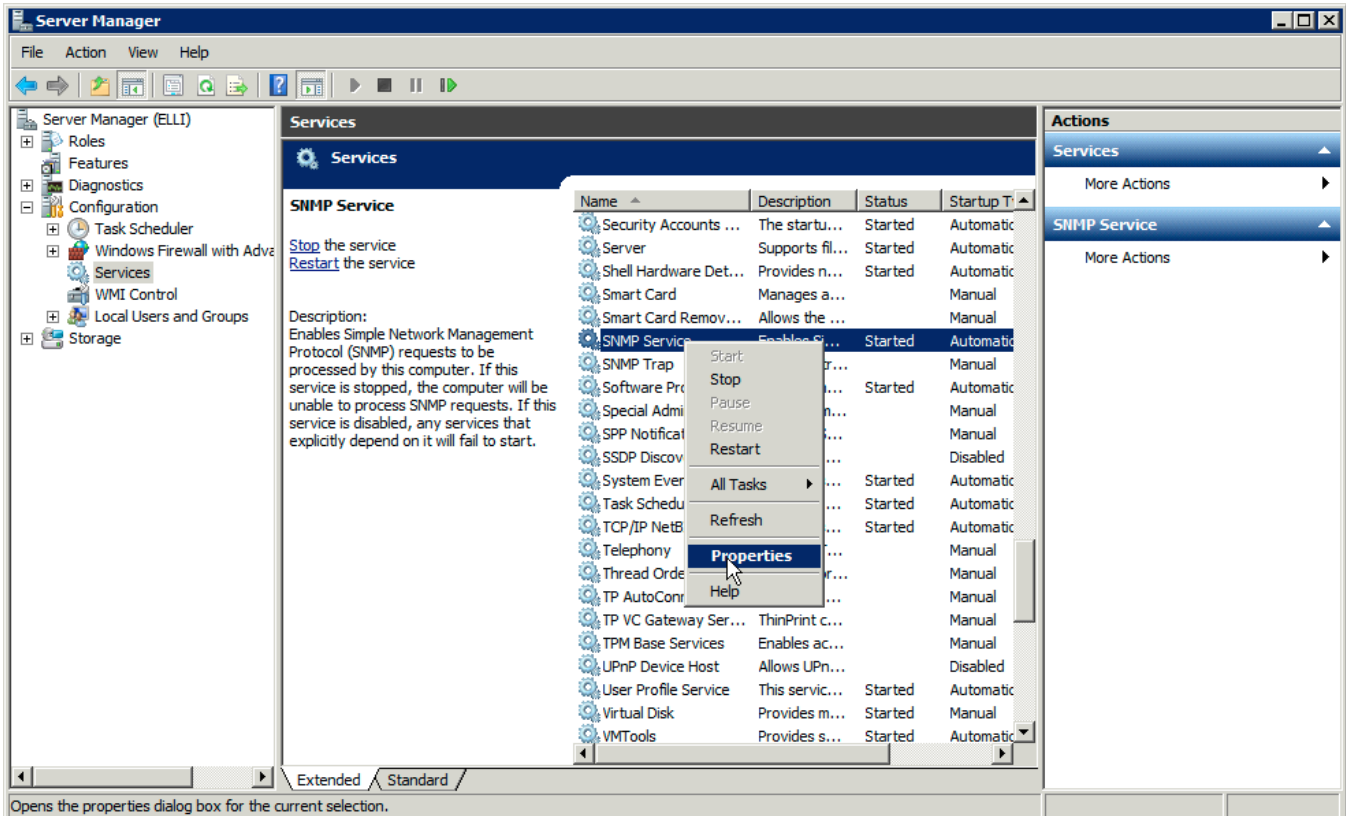 Server Manager
File Action View Help
Server Manager (ELLI)
Roles
Features
Diagnostics
Configuration
Task Scheduler
Windows Firewall with Adva
Services
WMI Control
Local Users and Groups
Storage
Services
Services
SNMP Service
Stop the service
Restart the service
Description:
Enables Simple Network Management
Protocol (SNMP) requests to be
processed by this computer. If this
service is stopped, the computer will be
unable to process SNMP requests. If this
service is disabled, any services that
explicitly depend on it will fail to start.
Name Description Status Startup T
Security Accounts ... The startu... Started Automatic
Server Supports fil... Started Automatic
Shell Hardware Det... Provides n... Started Automatic
Smart Card Manages a... Manual
Smart Card Remov... Allows the ... Manual
SNMP Service Enables Si... Started Automatic
SNMP Trap Manual
Software Pro Started Automatic
Special Admi Manual
SPP Notificat Manual
SSDP Discov Disabled
System Ever Started Automatic
Task Schedu Started Automatic
TCP/IP NetB Started Automatic
Telephony Manual
Thread Orde Manual
TP AutoConn Manual
TP VC Gateway Ser... ThinPrint c... Manual
TPM Base Services Enables ac... Manual
UPnP Device Host Allows UPn... Disabled
User Profile Service This servic... Started Automatic
Virtual Disk Provides m... Started Manual
VMTools Provides s... Started Automatic
Start
Stop
Pause
Resume
Restart
All Tasks
Refresh
Properties
Help
Extended Standard
Actions
Services
More Actions
SNMP Service
More Actions
Opens the properties dialog box for the current selection.